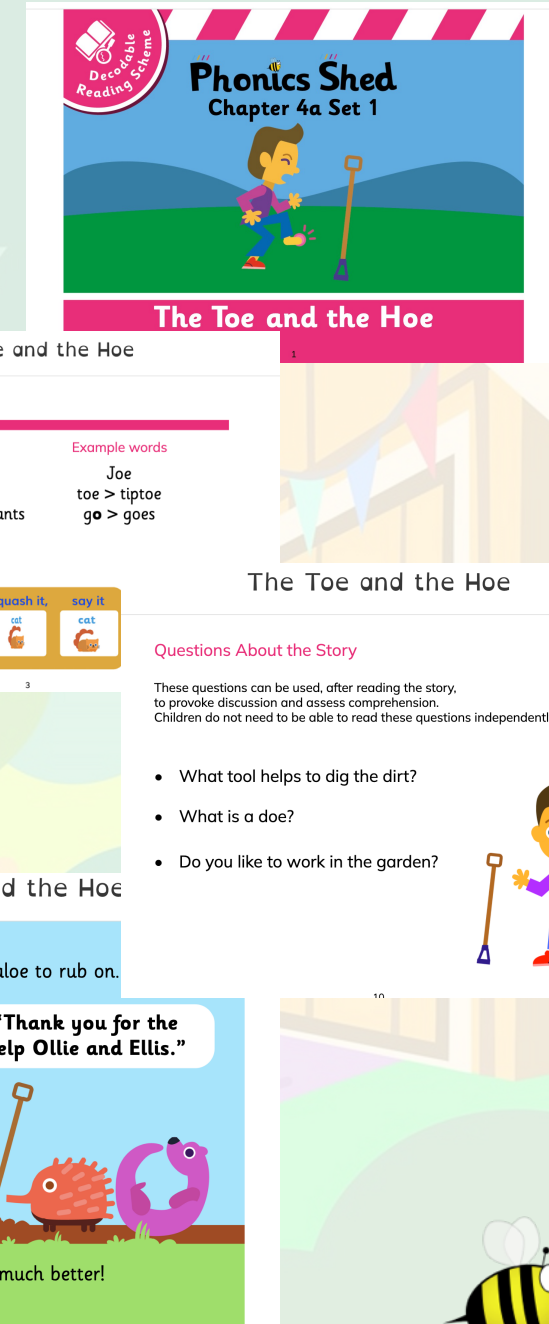 Decodable
Reading Scheme
Phonics Shed
Chapter 4a Set 1
The Toe and the Hoe
1
e and the Hoe
Example words
Joe
toe > tiptoe
ants
go > goes
quash it,
say it
cat
cat
3
The Toe and the Hoe
Questions About the Story
These questions can be used, after reading the story,
to provoke discussion and assess comprehension.
Children do not need to be able to read these questions independentl
• What tool helps to dig the dirt?
• What is a doe?
• Do you like to work in the garden?
10
d the Hoe
aloe to rub on.
"Thank you for the
elp Ollie and Ellis."
much better!